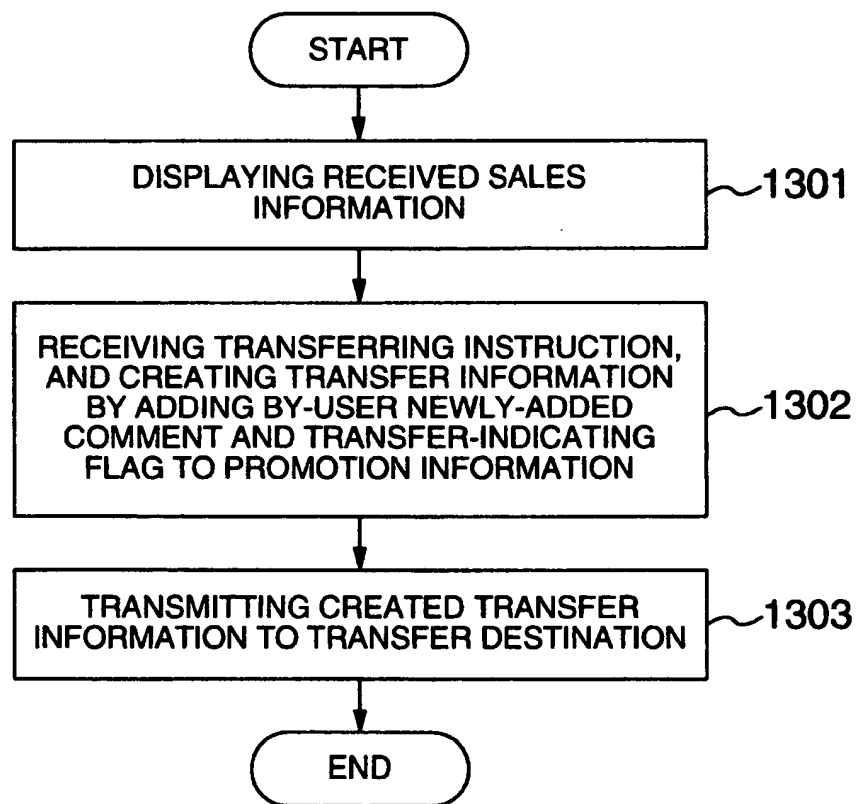 START
DISPLAYING RECEIVED SALES
INFORMATION
1301
RECEIVING TRANSFERRING INSTRUCTION,
AND CREATING TRANSFER INFORMATION
BY ADDING BY-USER NEWLY-ADDED
COMMENT AND TRANSFER-INDICATING
FLAG TO PROMOTION INFORMATION
1302
TRANSMITTING CREATED TRANSFER
INFORMATION TO TRANSFER DESTINATION
1303
END